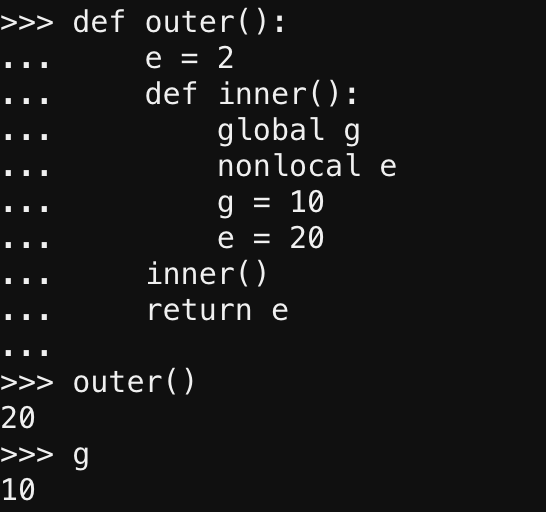 >>> def outer():
...     e = 2
...     def inner():
...         global g
...         nonlocal e
...         g = 10
...         e = 20
...     inner()
...     return e
...
>>> outer()
20
>>> g
10